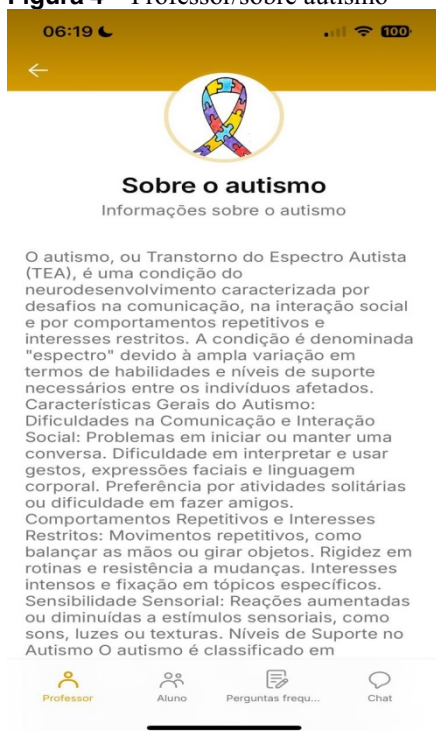 Figura 4 – Professor/sobre autismo
06:19
100
Sobre o autismo
Informações sobre o autismo
O autismo, ou Transtorno do Espectro Autista
(TEA), é uma condição do
neurodesenvolvimento caracterizada por
desafios na comunicação, na interação social
e por comportamentos repetitivos e
interesses restritos. A condição é denominada
"espectro" devido à ampla variação em
termos de habilidades e níveis de suporte
necessários entre os indivíduos afetados.
Características Gerais do Autismo:
Dificuldades na Comunicação e Interação
Social: Problemas em iniciar ou manter uma
conversa. Dificuldade em interpretar e usar
gestos, expressões faciais e linguagem
corporal. Preferência por atividades solitárias
ou dificuldade em fazer amigos.
Comportamentos Repetitivos e Interesses
Restritos: Movimentos repetitivos, como
balançar as mãos ou girar objetos. Rigidez em
rotinas e resistência a mudanças. Interesses
intensos e fixação em tópicos específicos.
Sensibilidade Sensorial: Reações aumentadas
ou diminuídas a estímulos sensoriais, como
sons, luzes ou texturas. Níveis de Suporte no
Autismo O autismo é classificado em
Professor
Aluno
Perguntas frequ...
Chat